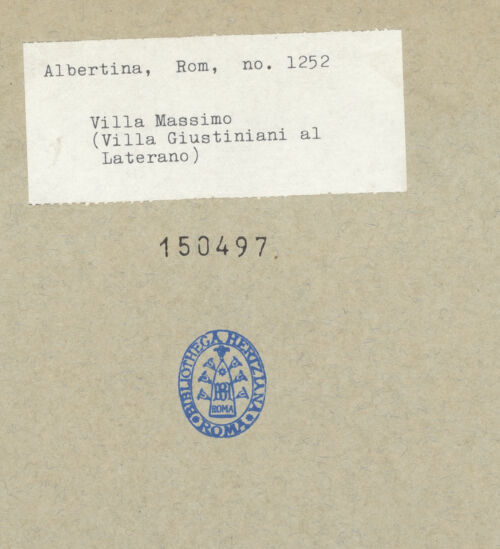 Albertina, Rom, no. 1252
Villa Massimo
(Villa Giustiniani al
Laterano)
150497
BIBLIOTHECA HERTZIANA
ROMA
ROMA